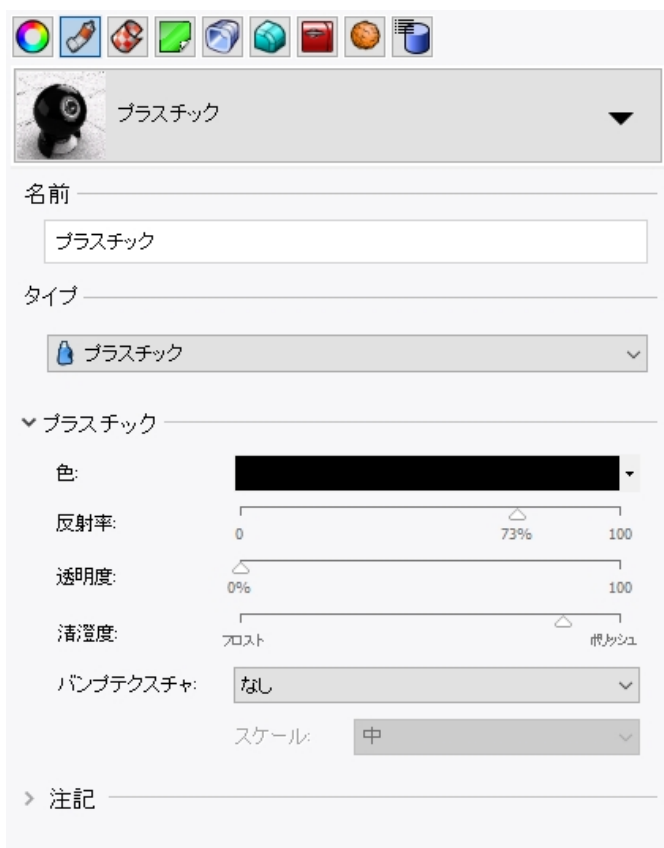 プラスチック
名前
プラスチック
タイプ
プラスチック
プラスチック
色:
反射率:
0 73% 100
透明度:
0% 100
清澄度:
フロスト ポリッシュ
バンプテクスチャ: なし
スケール: 中
注記